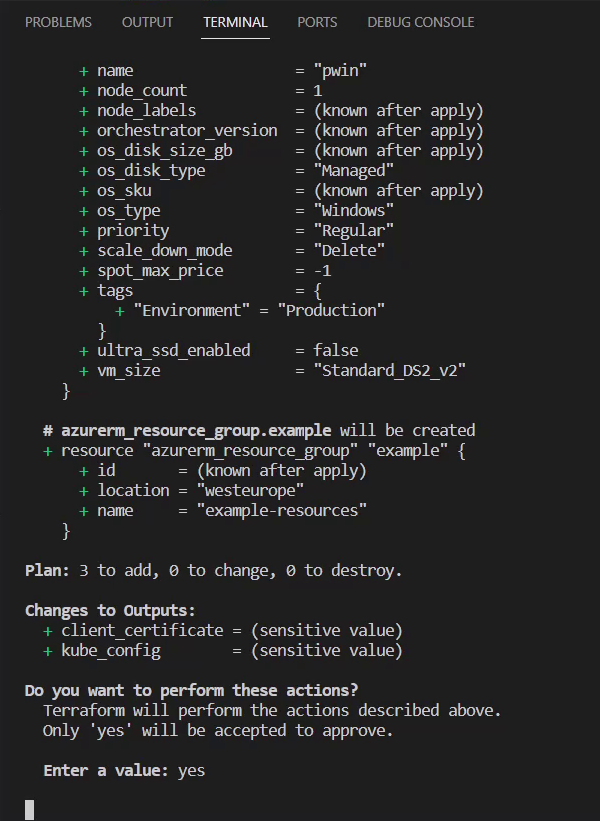 PROBLEMS OUTPUT TERMINAL PORTS DEBUG CONSOLE
+ name = "pwin"
+ node_count = 1
+ node_labels = (known after apply)
+ orchestrator_version = (known after apply)
+ os_disk_size_gb = (known after apply)
+ os_disk_type = "Managed"
+ os_sku = (known after apply)
+ os_type = "Windows"
+ priority = "Regular"
+ scale_down_mode = "Delete"
+ spot_max_price = -1
+ tags = {
+ "Environment" = "Production"
}
+ ultra_ssd_enabled = false
+ vm_size = "Standard_DS2_v2"
}
# azurerm_resource_group.example will be created
+ resource "azurerm_resource_group" "example" {
+ id = (known after apply)
+ location = "westeurope"
+ name = "example-resources"
}
Plan: 3 to add, 0 to change, 0 to destroy.
Changes to Outputs:
+ client_certificate = (sensitive value)
+ kube_config = (sensitive value)
Do you want to perform these actions?
Terraform will perform the actions described above.
Only 'yes' will be accepted to approve.
Enter a value: yes